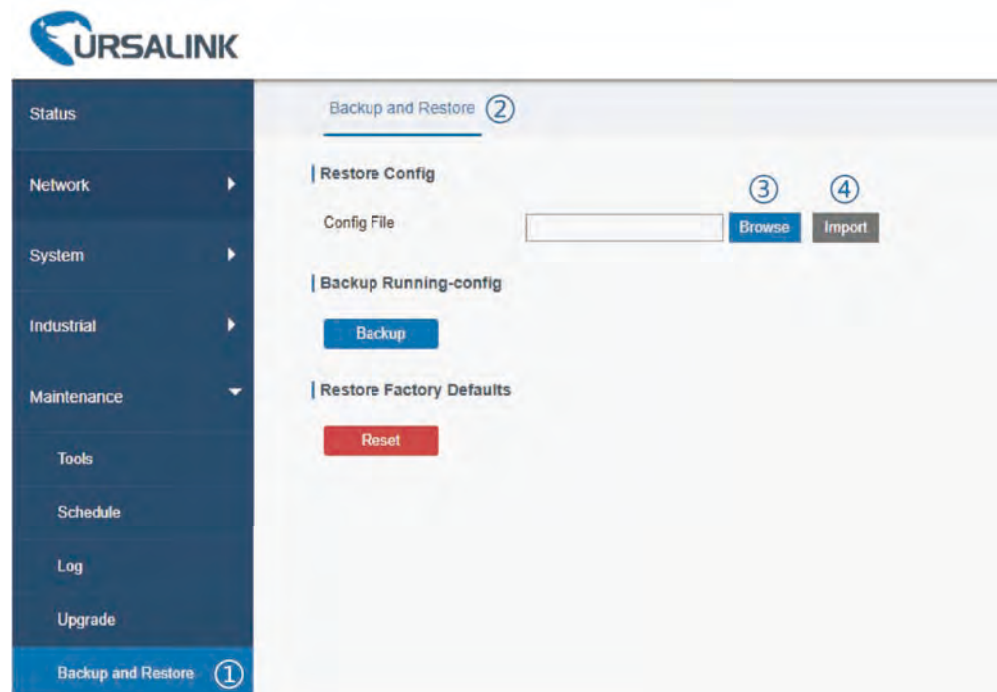 URSALINK
Status
Network
System
Industrial
Maintenance
Tools
Schedule
Log
Upgrade
Backup and Restore ①
Backup and Restore ②
Restore Config
③ ④
Config File Browse Import
Backup Running-config
Backup
Restore Factory Defaults
Reset